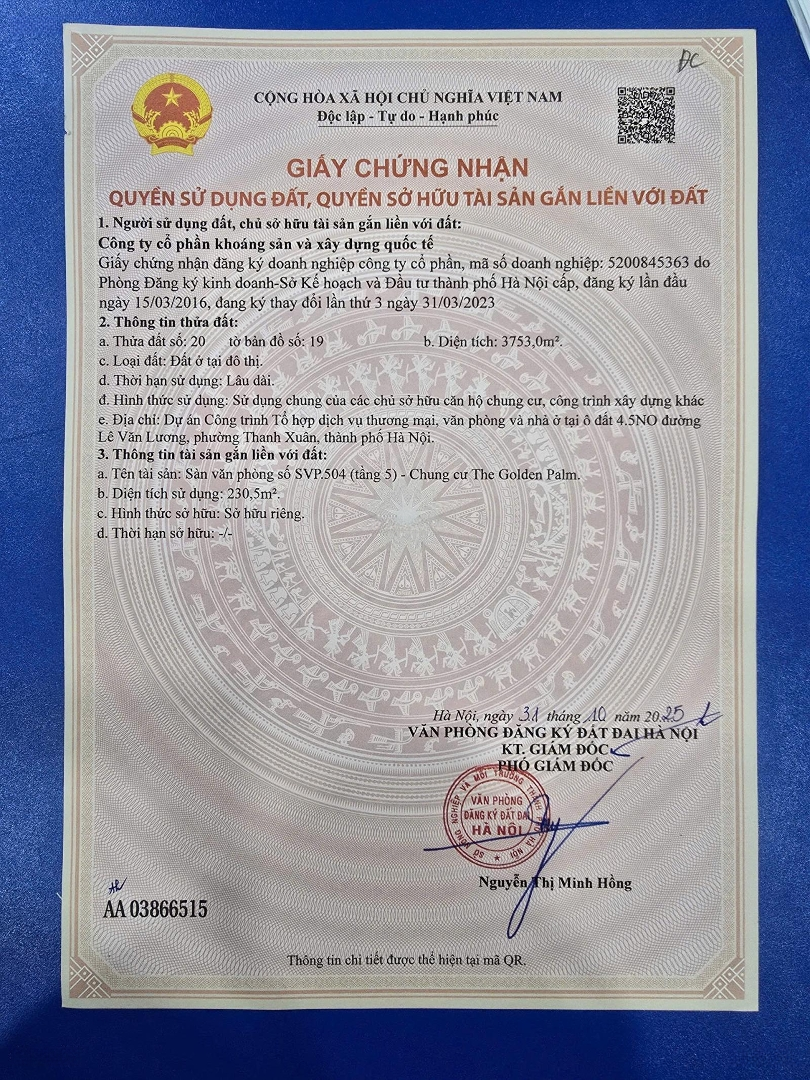 ĐC
CỘNG HÒA XÃ HỘI CHỦ NGHĨA VIỆT NAM
Độc lập - Tự do - Hạnh phúc
GIẤY CHỨNG NHẬN
QUYỀN SỬ DỤNG ĐẤT, QUYỀN SỞ HỮU TÀI SẢN GẮN LIỀN VỚI ĐẤT
1. Người sử dụng đất, chủ sở hữu tài sản gắn liền với đất:
Công ty cổ phần khoáng sản và xây dựng quốc tế
Giấy chứng nhận đăng ký doanh nghiệp công ty cổ phần, mã số doanh nghiệp: 5200845363 do
Phòng Đăng ký kinh doanh-Sở Kế hoạch và Đầu tư thành phố Hà Nội cấp, đăng ký lần đầu
ngày 15/03/2016, đang ký thay đổi lần thứ 3 ngày 31/03/2023
2. Thông tin thửa đất:
a. Thửa đất số: 20 tờ bản đồ số: 19 b. Diện tích: 3753,0m².
c. Loại đất: Đất ở tại đô thị.
d. Thời hạn sử dụng: Lâu dài.
đ. Hình thức sử dụng: Sử dụng chung của các chủ sở hữu căn hộ chung cư, công trình xây dựng khác
e. Địa chỉ: Dự án Công trình Tổ hợp dịch vụ thương mại, văn phòng và nhà ở tại ô đất 4.5NO đường
Lê Văn Lương, phường Thanh Xuân, thành phố Hà Nội.
3. Thông tin tài sản gắn liền với đất:
a. Tên tài sản: Sàn văn phòng số SVP.504 (tầng 5) - Chung cư The Golden Palm.
b. Diện tích sử dụng: 230,5m².
c. Hình thức sở hữu: Sở hữu riêng.
d. Thời hạn sở hữu: -/-
Hà Nội, ngày 31 tháng 10 năm 2025
VĂN PHÒNG ĐĂNG KÝ ĐẤT ĐAI HÀ NỘI
KT. GIÁM ĐỐC
PHÓ GIÁM ĐỐC
SỞ NÔNG NGHIỆP VÀ MÔI TRƯỜNG THÀNH PHỐ HÀ NỘI
VĂN PHÒNG
ĐĂNG KÝ ĐẤT ĐAI
HÀ NỘI
Nguyễn Thị Minh Hồng
AA 03866515
Thông tin chi tiết được thể hiện tại mã QR.